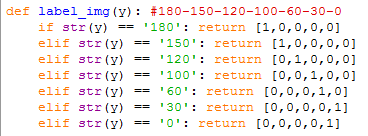 def label_img(y): #180-150-120-100-60-30-0
    if str(y) == '180': return [1,0,0,0,0]
    elif str(y) == '150': return [1,0,0,0,0]
    elif str(y) == '120': return [0,1,0,0,0]
    elif str(y) == '100': return [0,0,1,0,0]
    elif str(y) == '60': return [0,0,0,1,0]
    elif str(y) == '30': return [0,0,0,0,1]
    elif str(y) == '0': return [0,0,0,0,1]